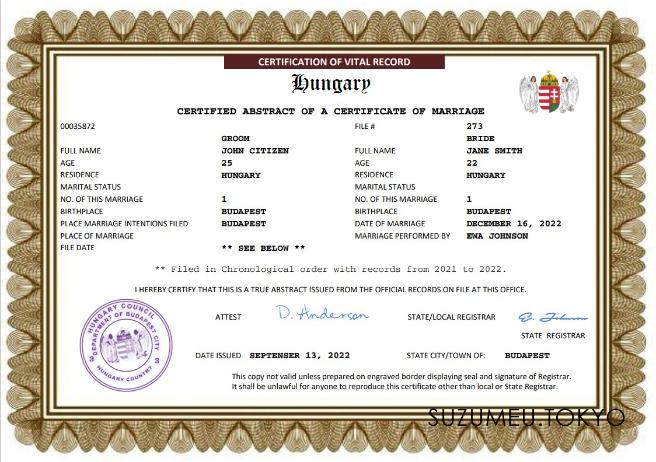 CERTIFICATION OF VITAL RECORD
Hungary
CERTIFIED ABSTRACT OF A CERTIFICATE OF MARRIAGE
00035872 FILE # 273
GROOM BRIDE
FULL NAME JOHN CITIZEN FULL NAME JANE SMITH
AGE 25 AGE 22
RESIDENCE HUNGARY RESIDENCE HUNGARY
MARITAL STATUS MARITAL STATUS
NO. OF THIS MARRIAGE 1 NO. OF THIS MARRIAGE 1
BIRTHPLACE BUDAPEST BIRTHPLACE BUDAPEST
PLACE MARRIAGE INTENTIONS FILED BUDAPEST DATE OF MARRIAGE DECEMBER 16, 2022
PLACE OF MARRIAGE MARRIAGE PERFORMED BY EWA JOHNSON
FILE DATE ** SEE BELOW **
** Filed in Chronological order with records from 2021 to 2022.
I HEREBY CERTIFY THAT THIS IS A TRUE ABSTRACT ISSUED FROM THE OFFICIAL RECORDS ON FILE AT THIS OFFICE.
ATTEST D. Anderson STATE/LOCAL REGISTRAR E. Johnson
STATE REGISTRAR
HUNGARY COUNCIL
DEPARTMENT OF BUDAPEST CITY
HUNGARY COUNTRY
DATE ISSUED SEPTENSER 13, 2022 STATE CITY/TOWN OF: BUDAPEST
This copy not valid unless prepared on engraved border displaying seal and signature of Registrar.
It shall be unlawful for anyone to reproduce this certificate other than local or State Registrar.
SUZUMEU.TOKYO